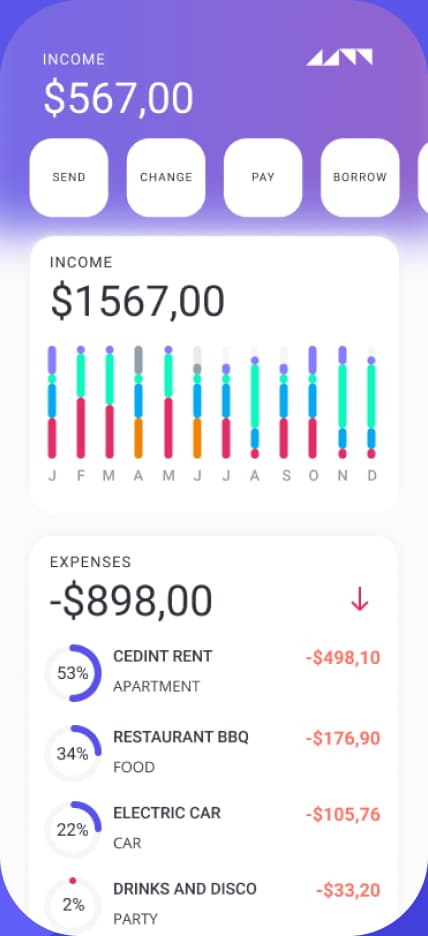 INCOME
$567,00
SEND
CHANGE
PAY
BORROW
INCOME
$1567,00
J F M A M J J A S O N D
EXPENSES
-$898,00
53%
CEDINT RENT
-$498,10
APARTMENT
34%
RESTAURANT BBQ
-$176,90
FOOD
22%
ELECTRIC CAR
-$105,76
CAR
2%
DRINKS AND DISCO
-$33,20
PARTY